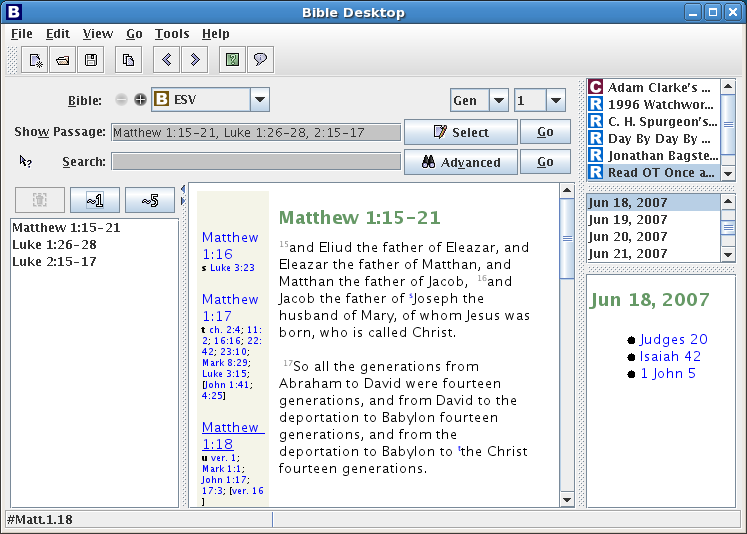 B Bible Desktop
File Edit View Go Tools Help
Bible: B ESV Gen 1
Show Passage: Matthew 1:15-21, Luke 1:26-28, 2:15-17 Select Go
Search: Advanced Go
~1 ~5
Matthew 1:15-21
Luke 1:26-28
Luke 2:15-17
Matthew
1:16
s Luke 3:23
Matthew
1:17
t ch. 2:4; 11:
2; 16:16; 22:
42; 23:10;
Mark 8:29;
Luke 3:15;
[John 1:41;
4:25]
Matthew
1:18
u ver. 1;
Mark 1:1;
John 1:17;
17:3; [ver. 16
]
Matthew 1:15-21
15and Eliud the father of Eleazar, and
Eleazar the father of Matthan, and
Matthan the father of Jacob, 16and
Jacob the father of sJoseph the
husband of Mary, of whom Jesus was
born, who is called Christ.
17So all the generations from
Abraham to David were fourteen
generations, and from David to the
deportation to Babylon fourteen
generations, and from the
deportation to Babylon to tthe Christ
fourteen generations.
C Adam Clarke's ...
R 1996 Watchwor...
R C. H. Spurgeon's...
R Day By Day By ...
R Jonathan Bagste...
R Read OT Once a...
Jun 18, 2007
Jun 19, 2007
Jun 20, 2007
Jun 21, 2007
Jun 18, 2007
Judges 20
Isaiah 42
1 John 5
#Matt.1.18